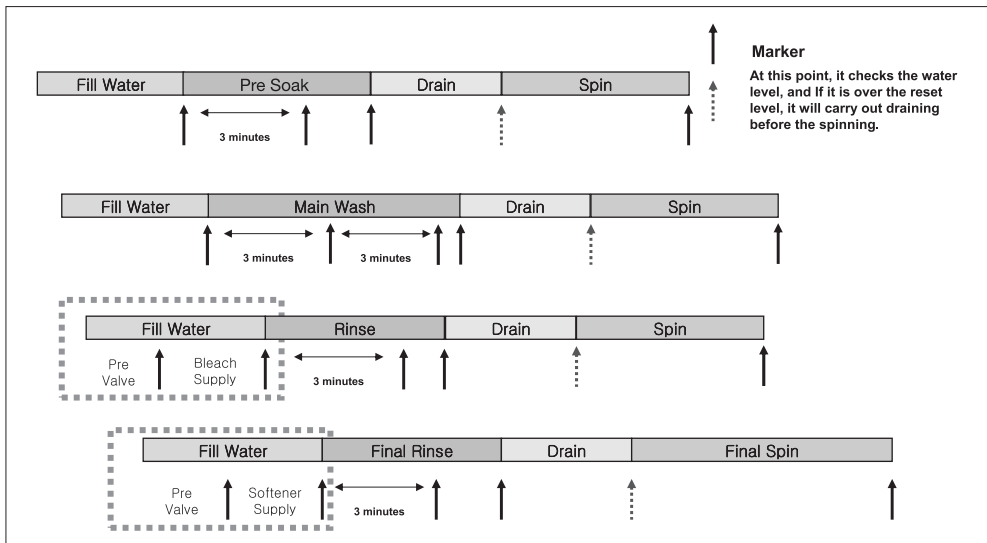 Marker
At this point, it checks the water
level, and If it is over the reset
level, it will carry out draining
before the spinning.
Fill Water Pre Soak Drain Spin
3 minutes
Fill Water Main Wash Drain Spin
3 minutes 3 minutes
Fill Water Rinse Drain Spin
Pre Bleach
Valve Supply
3 minutes
Fill Water Final Rinse Drain Final Spin
Pre Softener
Valve Supply
3 minutes